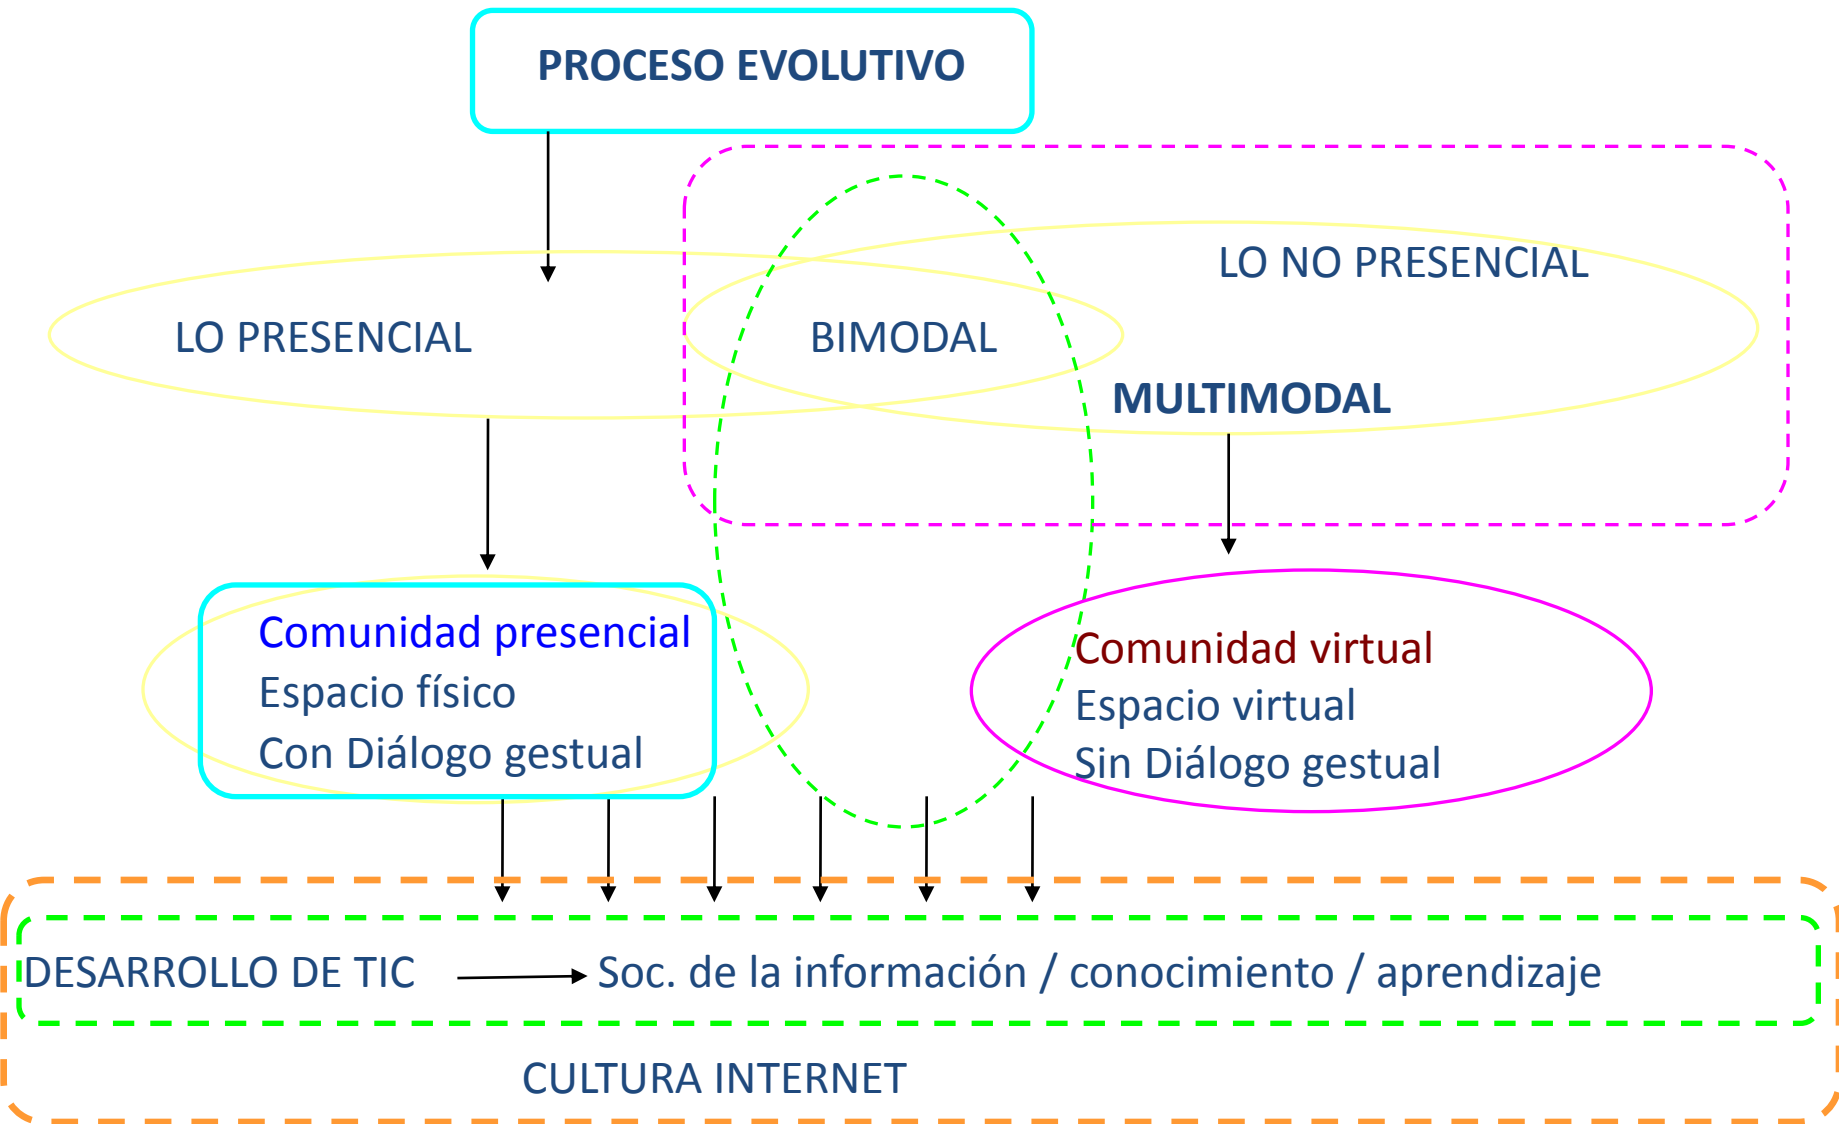 PROCESO EVOLUTIVO
LO NO PRESENCIAL
LO PRESENCIAL
BIMODAL
MULTIMODAL
Comunidad presencial
Espacio físico
Con Diálogo gestual
Comunidad virtual
Espacio virtual
Sin Diálogo gestual
DESARROLLO DE TIC
Soc. de la información / conocimiento / aprendizaje
CULTURA INTERNET